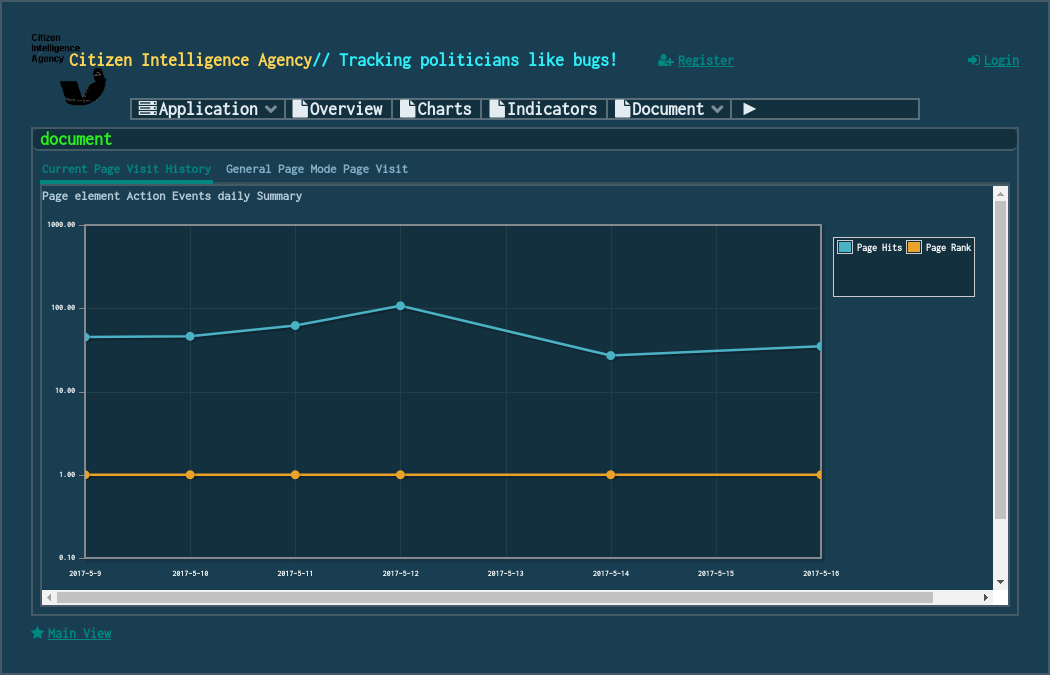 Citizen
Intelligence
Agency
Citizen Intelligence Agency// Tracking politicians like bugs!
Register
Login
Application
Overview
Charts
Indicators
Document
document
Current Page Visit History
General Page Mode Page Visit
Page element Action Events daily Summary
1000.00
100.00
10.00
1.00
0.10
2017-5-9
2017-5-10
2017-5-11
2017-5-12
2017-5-13
2017-5-14
2017-5-15
2017-5-16
Page Hits
Page Rank
Main View